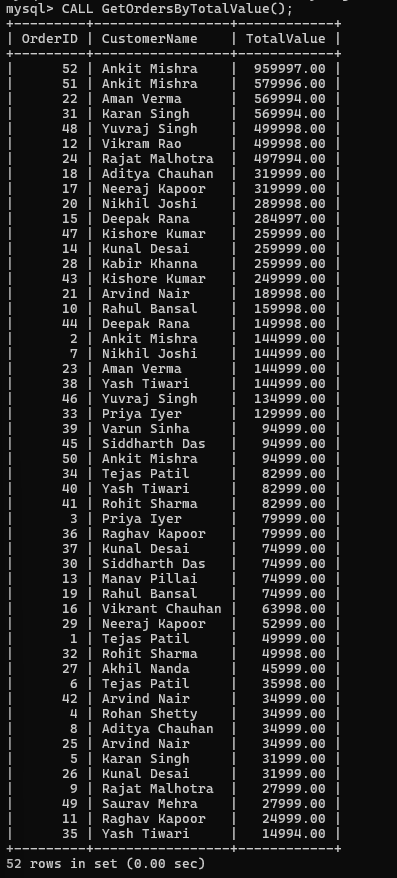 mysql> CALL GetOrdersByTotalValue();
+---------+-----------------+------------+
| OrderID | CustomerName    | TotalValue |
+---------+-----------------+------------+
|      52 | Ankit Mishra    |  959997.00 |
|      51 | Ankit Mishra    |  579996.00 |
|      22 | Aman Verma      |  569994.00 |
|      31 | Karan Singh     |  569994.00 |
|      48 | Yuvraj Singh    |  499998.00 |
|      12 | Vikram Rao      |  499998.00 |
|      24 | Rajat Malhotra  |  497994.00 |
|      18 | Aditya Chauhan  |  319999.00 |
|      17 | Neeraj Kapoor   |  319999.00 |
|      20 | Nikhil Joshi    |  289998.00 |
|      15 | Deepak Rana     |  284997.00 |
|      47 | Kishore Kumar   |  259999.00 |
|      14 | Kunal Desai     |  259999.00 |
|      28 | Kabir Khanna    |  259999.00 |
|      43 | Kishore Kumar   |  249999.00 |
|      21 | Arvind Nair     |  189998.00 |
|      10 | Rahul Bansal    |  159998.00 |
|      44 | Deepak Rana     |  149998.00 |
|       2 | Ankit Mishra    |  144999.00 |
|       7 | Nikhil Joshi    |  144999.00 |
|      23 | Aman Verma      |  144999.00 |
|      38 | Yash Tiwari     |  144999.00 |
|      46 | Yuvraj Singh    |  134999.00 |
|      33 | Priya Iyer      |  129999.00 |
|      39 | Varun Sinha     |   94999.00 |
|      45 | Siddharth Das   |   94999.00 |
|      50 | Ankit Mishra    |   94999.00 |
|      34 | Tejas Patil     |   82999.00 |
|      40 | Yash Tiwari     |   82999.00 |
|      41 | Rohit Sharma    |   82999.00 |
|       3 | Priya Iyer      |   79999.00 |
|      36 | Raghav Kapoor   |   79999.00 |
|      37 | Kunal Desai     |   74999.00 |
|      30 | Siddharth Das   |   74999.00 |
|      13 | Manav Pillai    |   74999.00 |
|      19 | Rahul Bansal    |   74999.00 |
|      16 | Vikrant Chauhan |   63998.00 |
|      29 | Neeraj Kapoor   |   52999.00 |
|       1 | Tejas Patil     |   49999.00 |
|      32 | Rohit Sharma    |   49998.00 |
|      27 | Akhil Nanda     |   45999.00 |
|       6 | Tejas Patil     |   35998.00 |
|      42 | Arvind Nair     |   34999.00 |
|       4 | Rohan Shetty    |   34999.00 |
|       8 | Aditya Chauhan  |   34999.00 |
|      25 | Arvind Nair     |   34999.00 |
|       5 | Karan Singh     |   31999.00 |
|      26 | Kunal Desai     |   31999.00 |
|       9 | Rajat Malhotra  |   27999.00 |
|      49 | Saurav Mehra    |   27999.00 |
|      11 | Raghav Kapoor   |   24999.00 |
|      35 | Yash Tiwari     |   14994.00 |
+---------+-----------------+------------+
52 rows in set (0.00 sec)